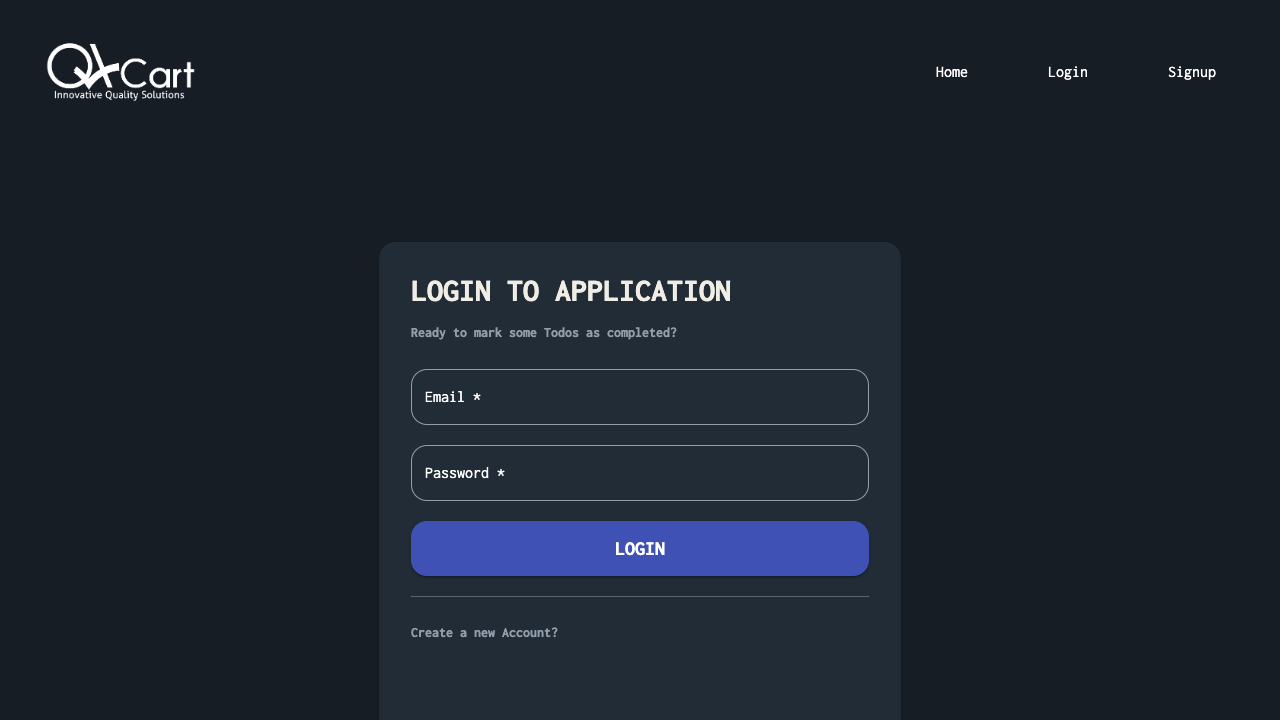 QACart
Innovative Quality Solutions
Home
Login
Signup
LOGIN TO APPLICATION
Ready to mark some Todos as completed?
Email *
Password *
LOGIN
Create a new Account?